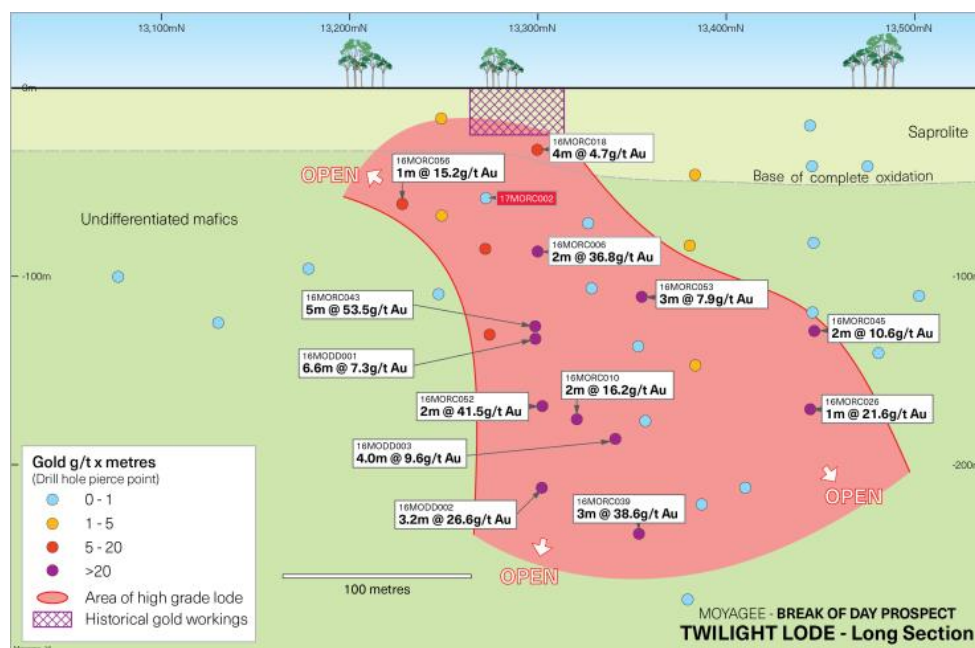 13,100mN
13,200mN
13,300mN
13,400mN
13,500mN
0m
Saprolite
16MORC018
4m @ 4.7g/t Au
16MORC056
1m @ 15.2g/t Au
OPEN
Base of complete oxidation
17MORC002
Undifferentiated mafics
16MORC006
2m @ 36.8g/t Au
-100m
-100m
16MORC053
3m @ 7.9g/t Au
16MORC043
5m @ 53.5g/t Au
16MORC045
2m @ 10.6g/t Au
16MODD001
6.6m @ 7.3g/t Au
16MORC010
2m @ 16.2g/t Au
16MORC052
2m @ 41.5g/t Au
16MORC026
1m @ 21.6g/t Au
16MODD003
4.0m @ 9.6g/t Au
-200m
-200m
OPEN
16MODD002
3.2m @ 26.6g/t Au
16MORC039
3m @ 38.6g/t Au
OPEN
Gold g/t x metres
(Drill hole pierce point)
0 - 1
1 - 5
5 - 20
>20
Area of high grade lode
Historical gold workings
100 metres
MOYAGEE - BREAK OF DAY PROSPECT
TWILIGHT LODE - Long Section